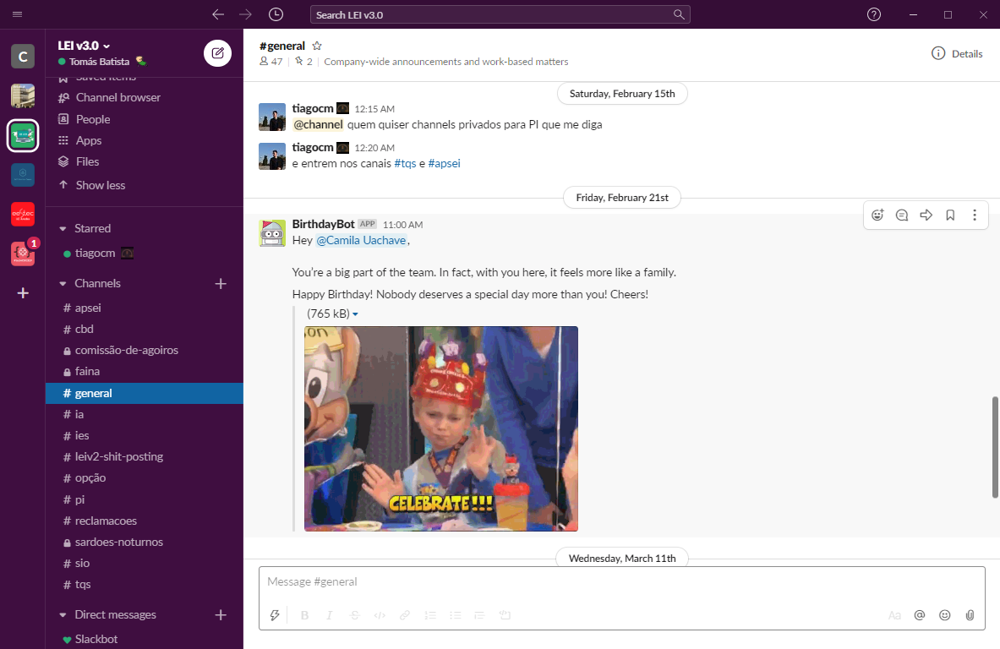 Search LEI v3.0
C
1
LEI v3.0
Tomás Batista
Saved items
Channel browser
People
Apps
Files
Show less
Starred
tiagocm
Channels
# apsei
# cbd
comissão-de-agoiros
faina
# general
# ia
# ies
# leiv2-shit-posting
# opção
# pi
# reclamacoes
sardoes-noturnos
# sio
# tqs
Direct messages
Slackbot
#general
47 | 2 | Company-wide announcements and work-based matters
Details
Saturday, February 15th
tiagocm 12:15 AM
@channel quem quiser channels privados para PI que me diga
tiagocm 12:20 AM
e entrem nos canais #tqs e #apsei
Friday, February 21st
BirthdayBot APP 11:00 AM
Hey @Camila Uachave,
You’re a big part of the team. In fact, with you here, it feels more like a family.
Happy Birthday! Nobody deserves a special day more than you! Cheers!
(765 kB)
CELEBRATE!!!
Wednesday, March 11th
Message #general
B I S </> Aa @